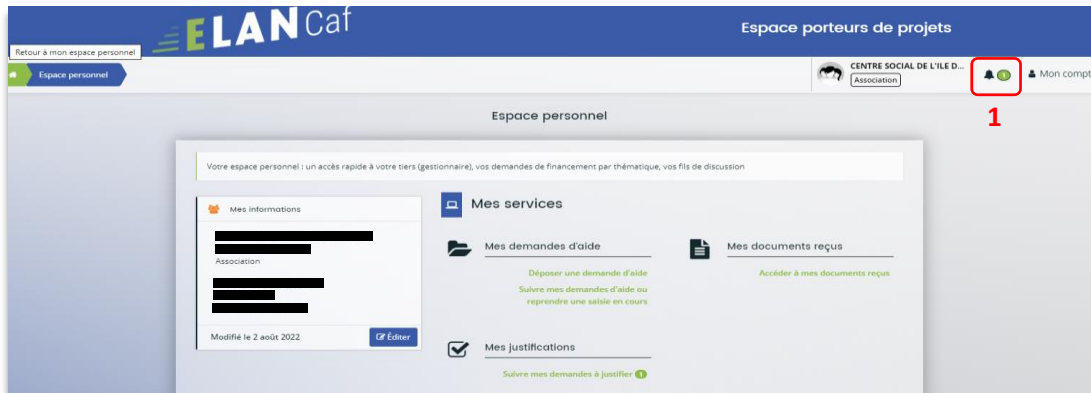 ELANCaf
Espace porteurs de projets
Retour à mon espace personnel
Espace personnel
CENTRE SOCIAL DE L'ILE D...
Association
1
Mon compt
1
Espace personnel
Votre espace personnel : un accès rapide à votre tiers (gestionnaire), vos demandes de financement par thématique, vos fils de discussion
Mes informations
Association
Modifié le 2 août 2022
Éditer
Mes services
Mes demandes d'aide
Déposer une demande d'aide
Suivre mes demandes d'aide ou
reprendre une saisie en cours
Mes documents reçus
Accéder à mes documents reçus
Mes justifications
Suivre mes demandes à justifier 1